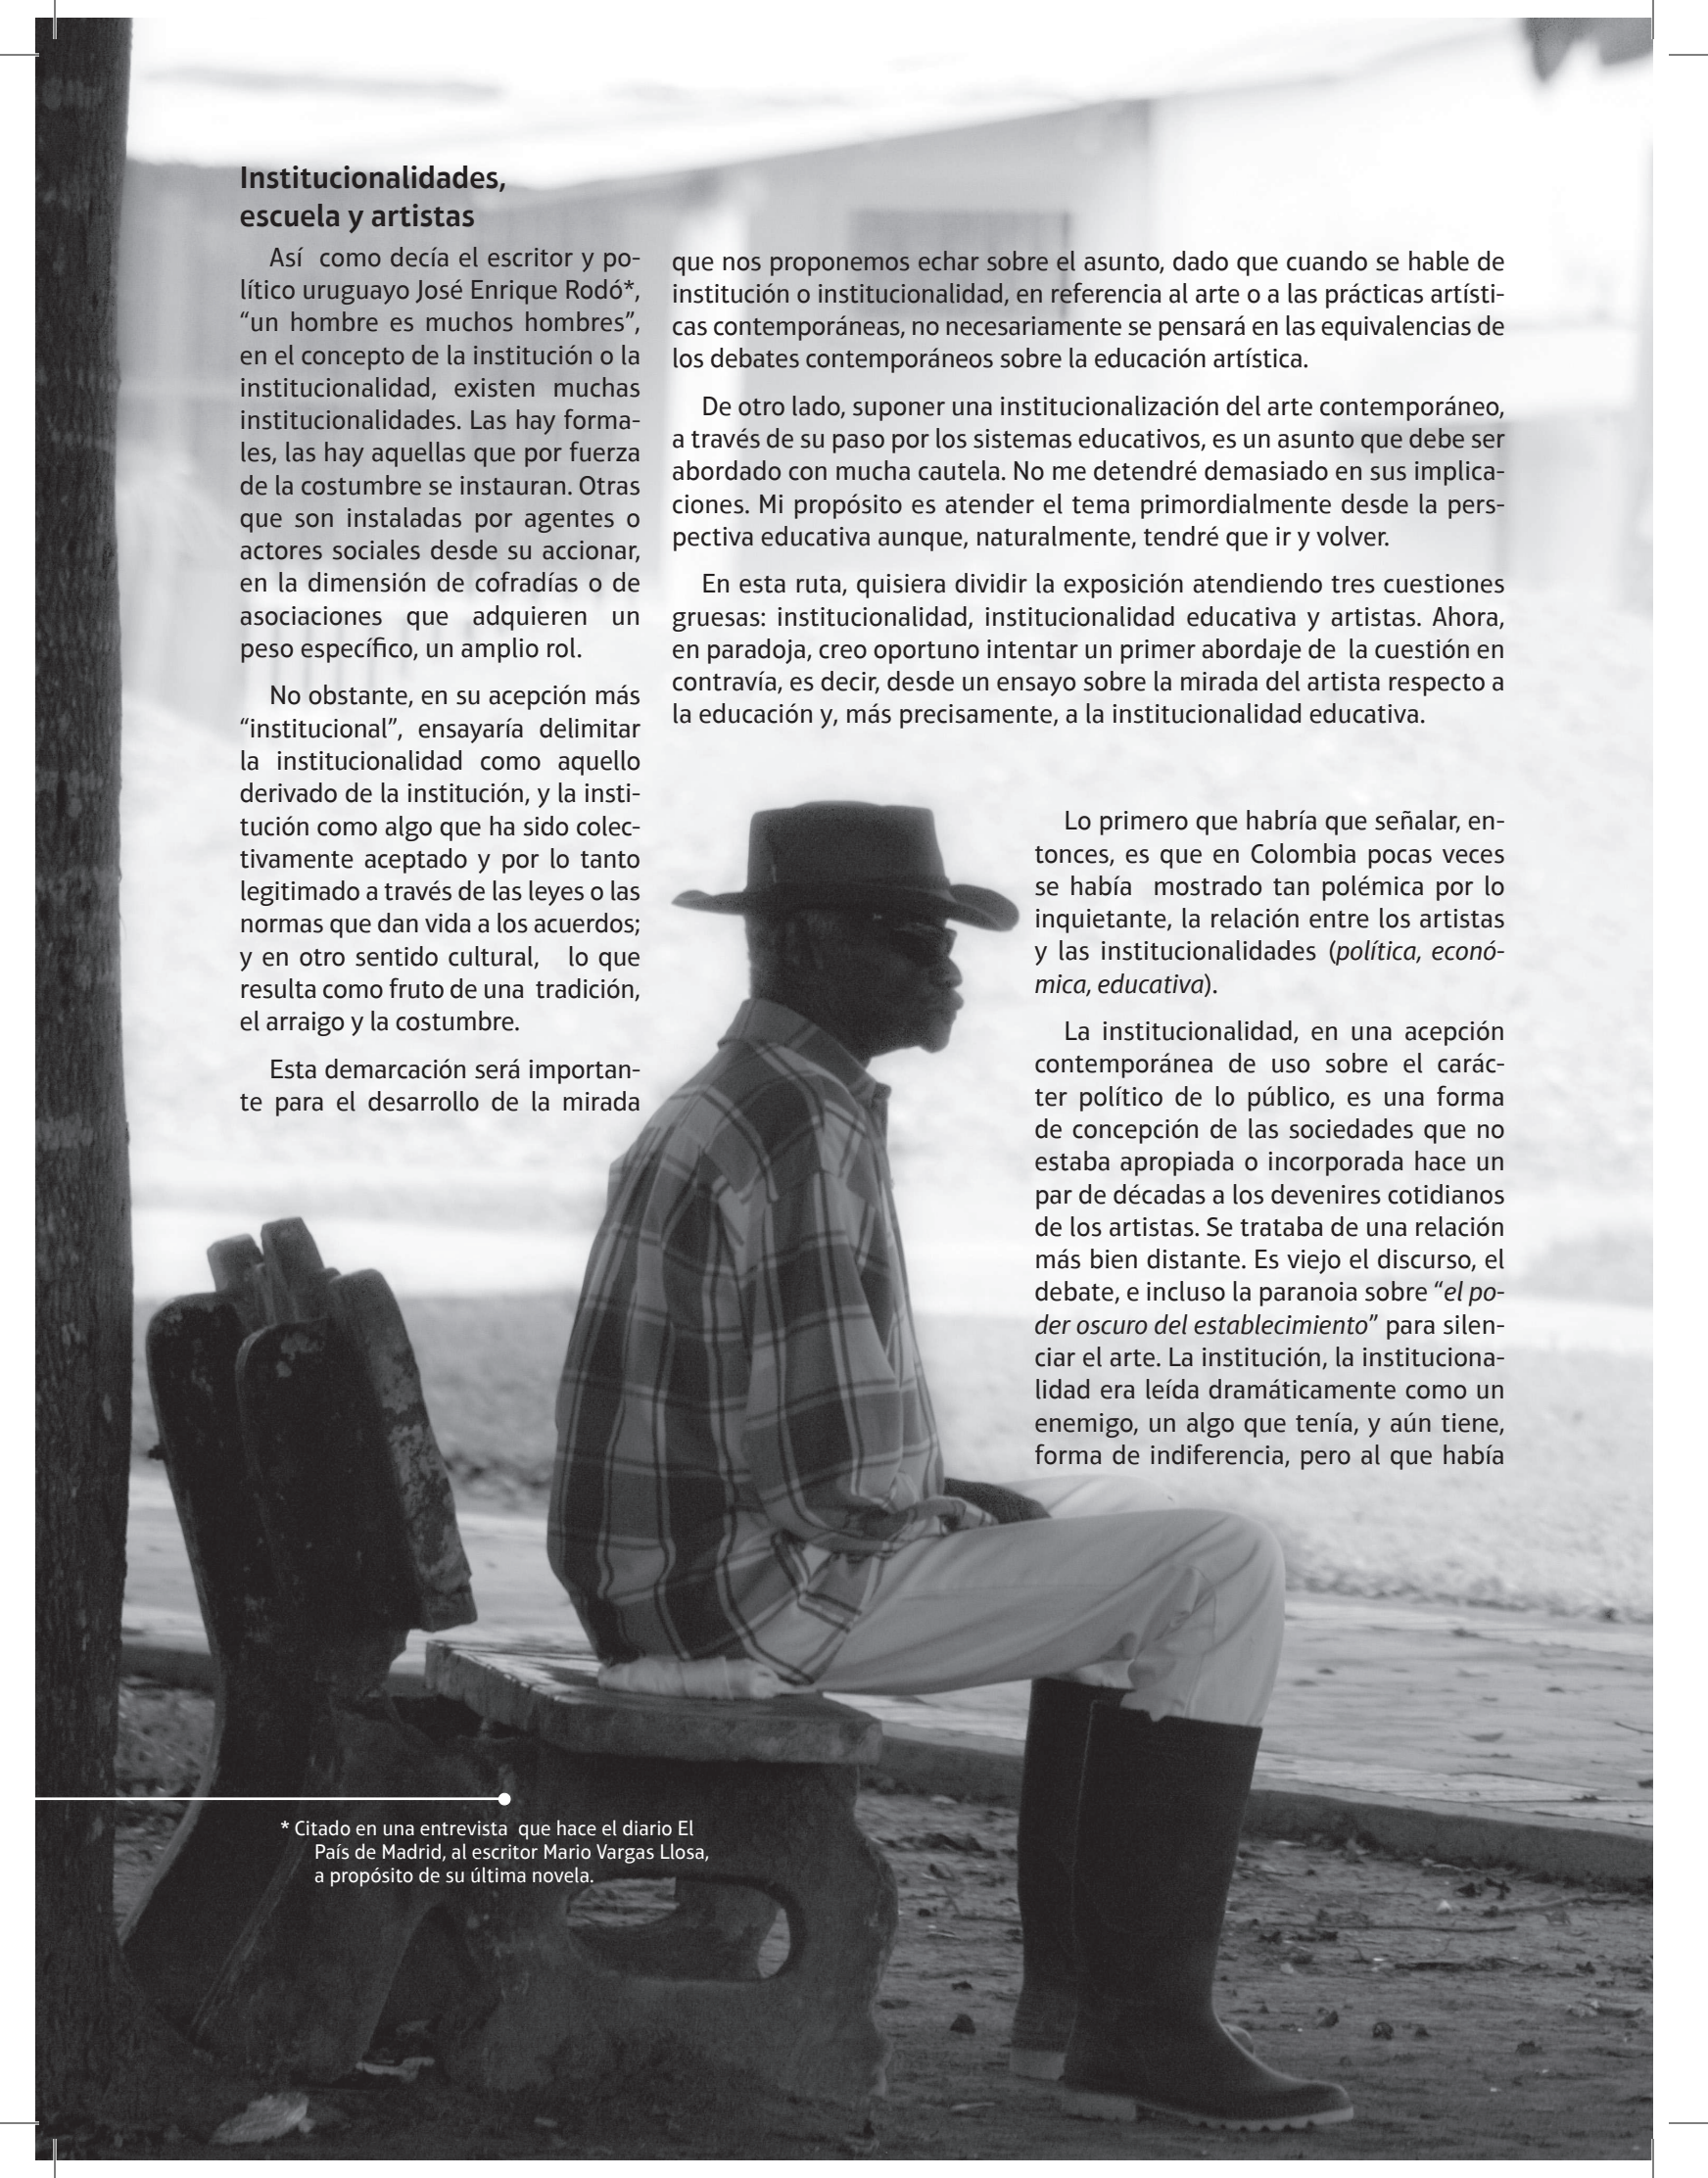 Institucionalidades,
escuela y artistas
Así como decía el escritor y po-
lítico uruguayo José Enrique Rodó*,
“un hombre es muchos hombres”,
en el concepto de la institución o la
institucionalidad, existen muchas
institucionalidades. Las hay forma-
les, las hay aquellas que por fuerza
de la costumbre se instauran. Otras
que son instaladas por agentes o
actores sociales desde su accionar,
en la dimensión de cofradías o de
asociaciones que adquieren un
peso específico, un amplio rol.
No obstante, en su acepción más
“institucional”, ensayaría delimitar
la institucionalidad como aquello
derivado de la institución, y la insti-
tución como algo que ha sido colec-
tivamente aceptado y por lo tanto
legitimado a través de las leyes o las
normas que dan vida a los acuerdos;
y en otro sentido cultural, lo que
resulta como fruto de una tradición,
el arraigo y la costumbre.
Esta demarcación será importan-
te para el desarrollo de la mirada
que nos proponemos echar sobre el asunto, dado que cuando se hable de
institución o institucionalidad, en referencia al arte o a las prácticas artísti-
cas contemporáneas, no necesariamente se pensará en las equivalencias de
los debates contemporáneos sobre la educación artística.
De otro lado, suponer una institucionalización del arte contemporáneo,
a través de su paso por los sistemas educativos, es un asunto que debe ser
abordado con mucha cautela. No me detendré demasiado en sus implica-
ciones. Mi propósito es atender el tema primordialmente desde la pers-
pectiva educativa aunque, naturalmente, tendré que ir y volver.
En esta ruta, quisiera dividir la exposición atendiendo tres cuestiones
gruesas: institucionalidad, institucionalidad educativa y artistas. Ahora,
en paradoja, creo oportuno intentar un primer abordaje de la cuestión en
contravía, es decir, desde un ensayo sobre la mirada del artista respecto a
la educación y, más precisamente, a la institucionalidad educativa.
Lo primero que habría que señalar, en-
tonces, es que en Colombia pocas veces
se había mostrado tan polémica por lo
inquietante, la relación entre los artistas
y las institucionalidades (política, econó-
mica, educativa).
La institucionalidad, en una acepción
contemporánea de uso sobre el carác-
ter político de lo público, es una forma
de concepción de las sociedades que no
estaba apropiada o incorporada hace un
par de décadas a los devenires cotidianos
de los artistas. Se trataba de una relación
más bien distante. Es viejo el discurso, el
debate, e incluso la paranoia sobre “el po-
der oscuro del establecimiento” para silen-
ciar el arte. La institución, la instituciona-
lidad era leída dramáticamente como un
enemigo, un algo que tenía, y aún tiene,
forma de indiferencia, pero al que había
* Citado en una entrevista que hace el diario El
País de Madrid, al escritor Mario Vargas Llosa,
a propósito de su última novela.